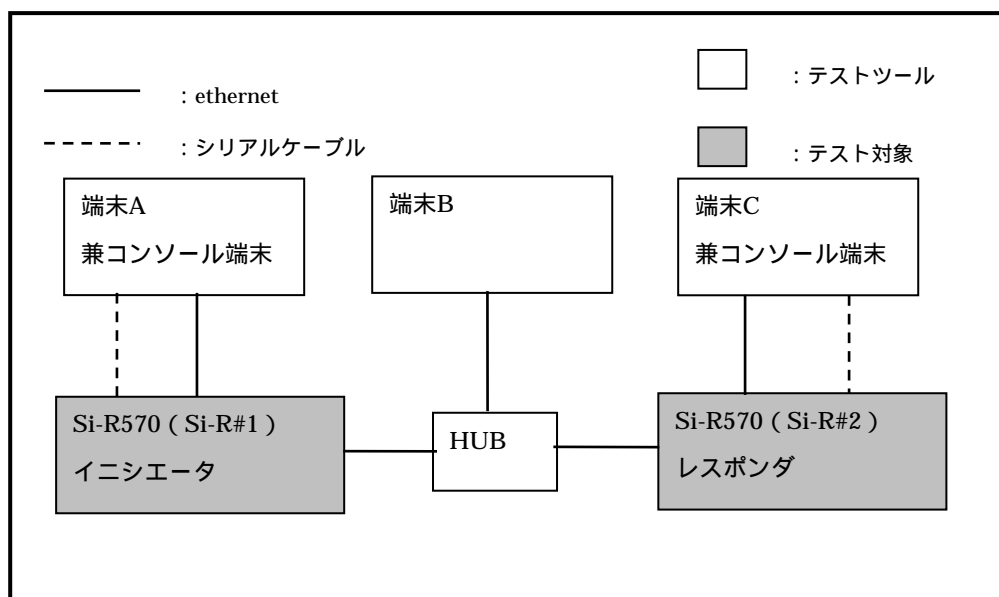 ：ethernet
：テストツール
：シリアルケーブル
：テスト対象
端末A
兼コンソール端末
端末B
端末C
兼コンソール端末
Si-R570（Si-R#1）
イニシエータ
HUB
Si-R570（Si-R#2）
レスポンダ